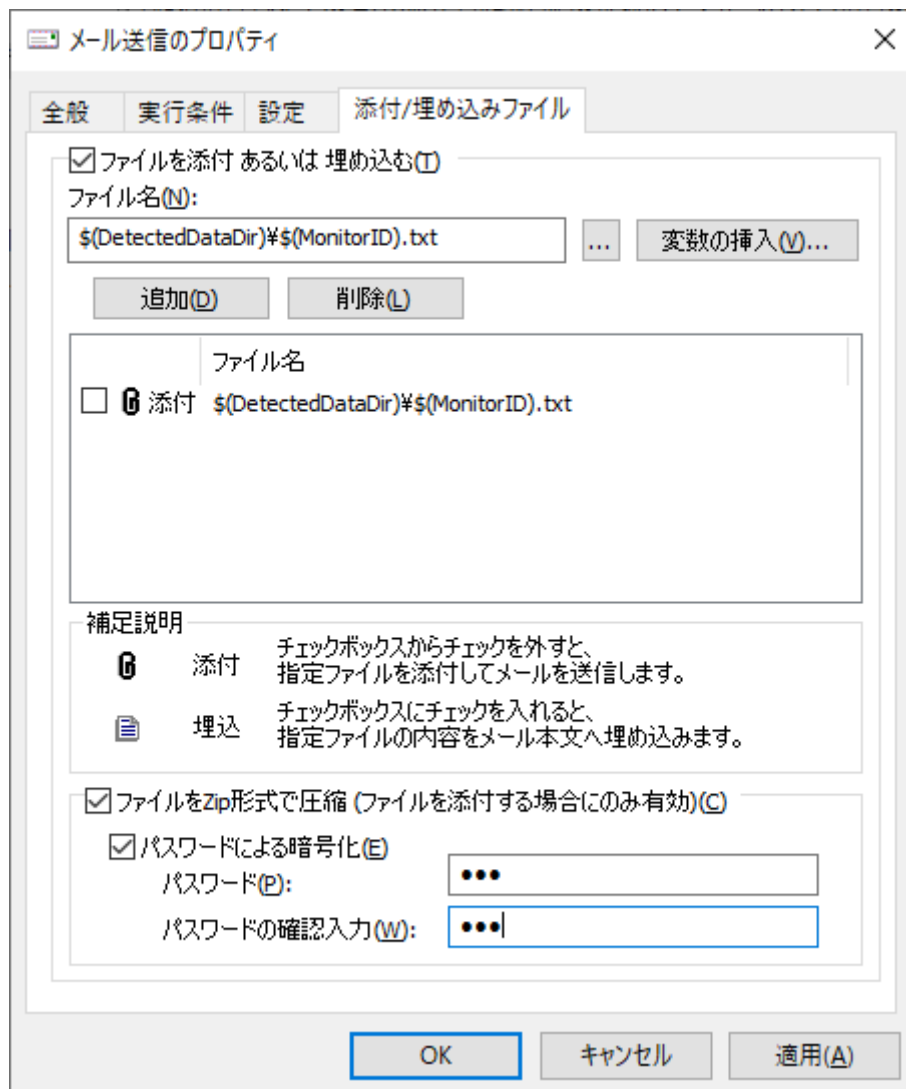 メール送信のプロパティ
全般 実行条件 設定 添付/埋め込みファイル
ファイルを添付 あるいは 埋め込む(T)
ファイル名(N):
$(DetectedDataDir)¥$(MonitorID).txt ... 変数の挿入(V)...
追加(D) 削除(L)
ファイル名
添付 $(DetectedDataDir)¥$(MonitorID).txt
補足説明
添付 チェックボックスからチェックを外すと、
指定ファイルを添付してメールを送信します。
埋込 チェックボックスにチェックを入れると、
指定ファイルの内容をメール本文へ埋め込みます。
ファイルをZip形式で圧縮 (ファイルを添付する場合にのみ有効)(C)
パスワードによる暗号化(E)
パスワード(P): ●●●
パスワードの確認入力(W): ●●●
OK キャンセル 適用(A)